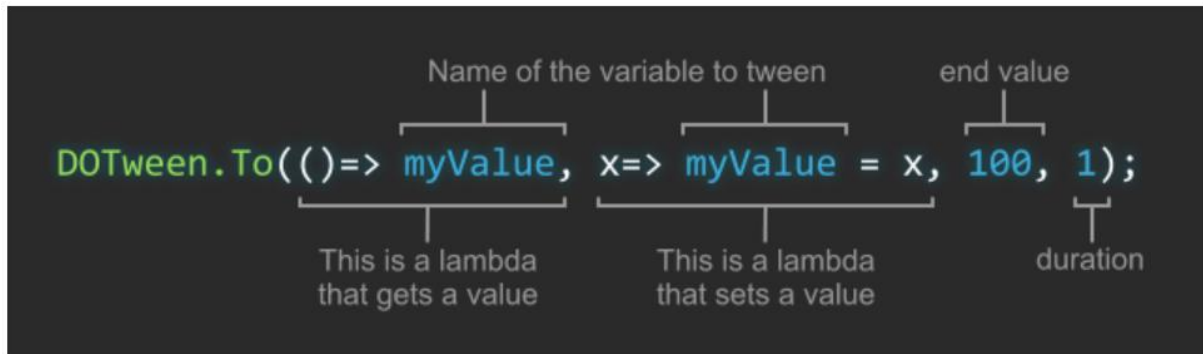 Name of the variable to tween end value
DOTween.To(()=> myValue, x=> myValue = x, 100, 1);
This is a lambda
that gets a value
This is a lambda
that sets a value
duration